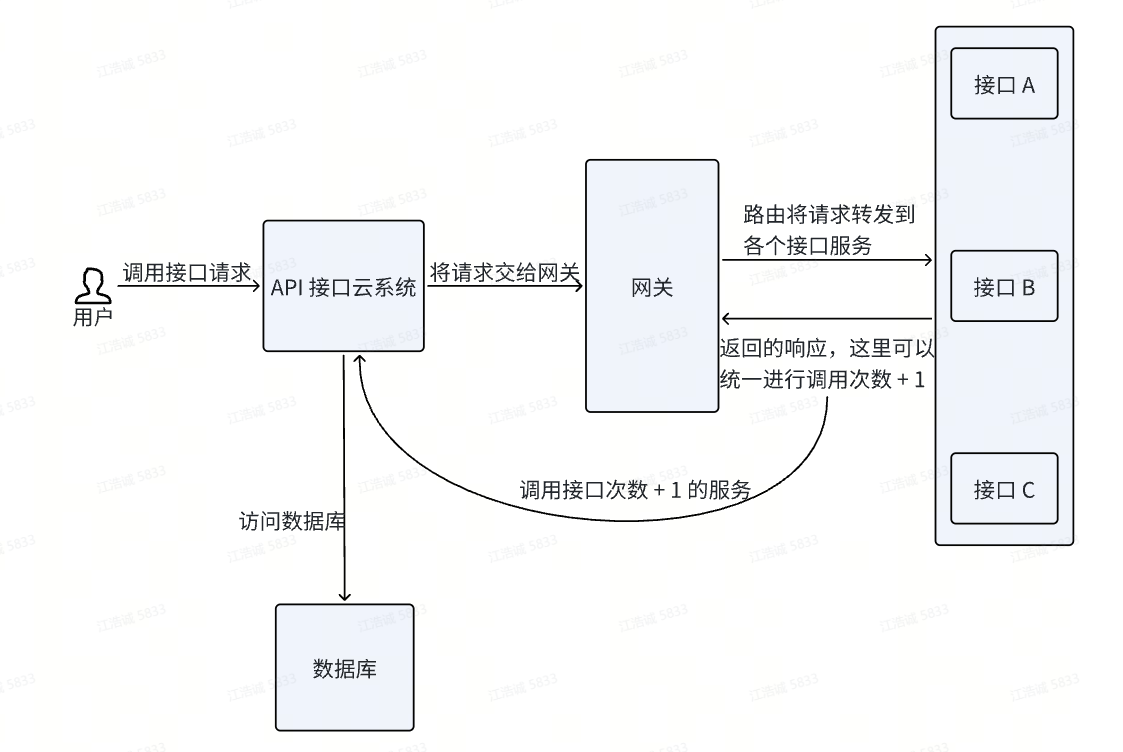 接口 A
路由将请求转发到
各个接口服务
调用接口请求
将请求交给网关
API 接口云系统
网关
接口 B
用户
返回的响应，这里可以
统一进行调用次数 + 1
调用接口次数 + 1 的服务
接口 C
访问数据库
数据库
江浩诚 5833